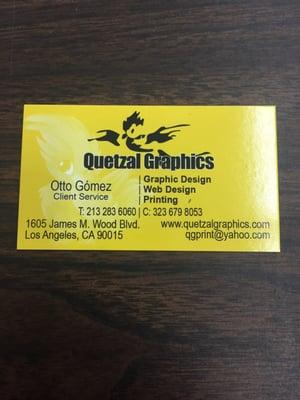 Quetzal Graphics
Otto Gómez
Client Service
Graphic Design
Web Design
Printing
T: 213 283 6060 | C: 323 679 8053
1605 James M. Wood Blvd.
Los Angeles, CA 90015
www.quetzalgraphics.com
qgprint@yahoo.com